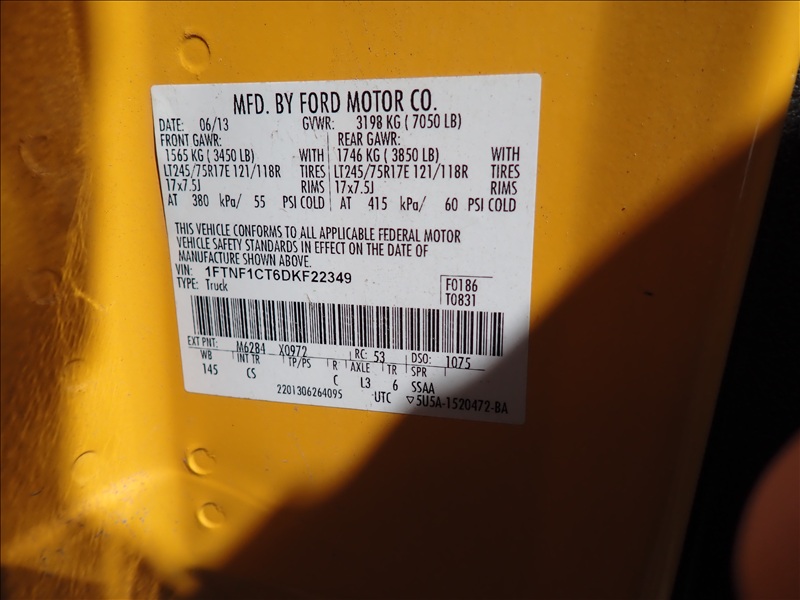 MFD. BY FORD MOTOR CO.
DATE: 06/13 GVWR: 3198 KG ( 7050 LB)
FRONT GAWR: REAR GAWR:
1565 KG ( 3450 LB) WITH 1746 KG ( 3850 LB) WITH
LT245/75R17E 121/118R TIRES LT245/75R17E 121/118R TIRES
17x7.5J RIMS 17x7.5J RIMS
AT 380 kPa/ 55 PSI COLD AT 415 kPa/ 60 PSI COLD
THIS VEHICLE CONFORMS TO ALL APPLICABLE FEDERAL MOTOR
VEHICLE SAFETY STANDARDS IN EFFECT ON THE DATE OF
MANUFACTURE SHOWN ABOVE.
VIN: 1FTNF1CT6DKF22349
TYPE: Truck
F0186
T0831
EXT PNT: M6284 X0972 RC: 53 DSO: 1075
WB INT TR TP/PS R AXLE TR SPR
145 CS C L3 6 SSAA
2201306264095 UTC ▽5U5A-1520472-BA